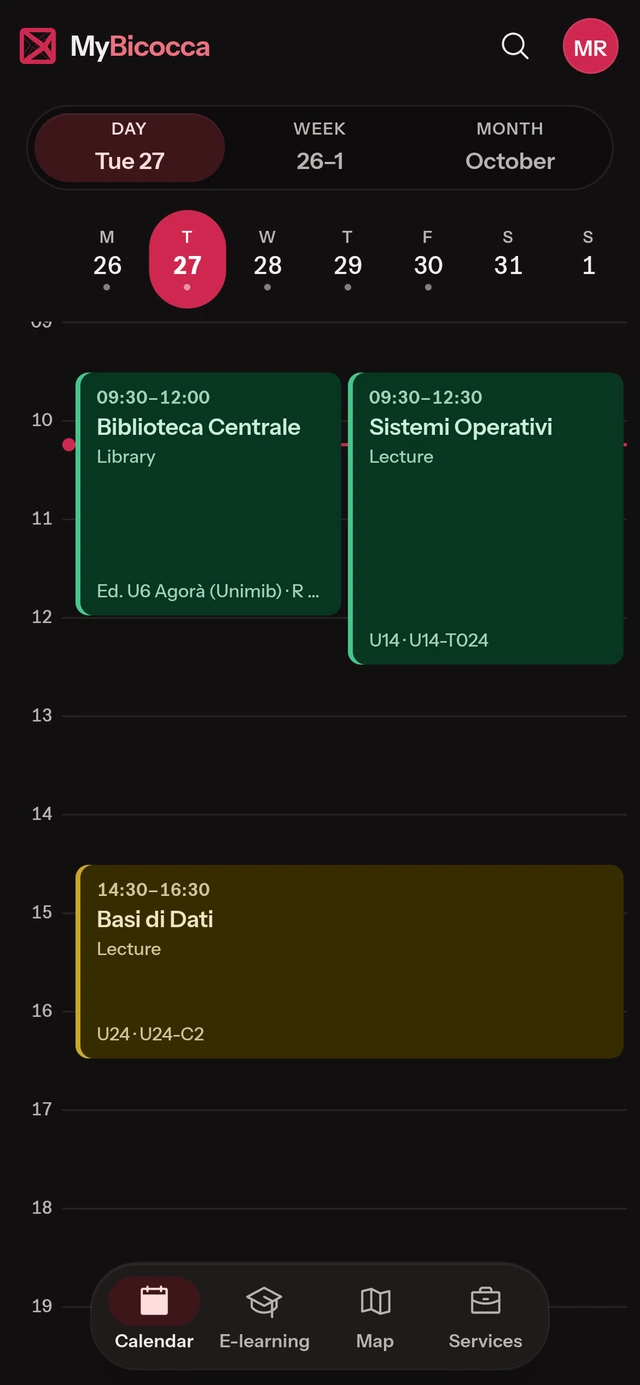 MyBicocca
MR
DAY
Tue 27
WEEK
26–1
MONTH
October
M
26
T
27
W
28
T
29
F
30
S
31
S
1
09
09:30–12:00
Biblioteca Centrale
Library
Ed. U6 Agorà (Unimib) · R ...
09:30–12:30
Sistemi Operativi
Lecture
U14 · U14-T024
10
11
12
13
14
14:30–16:30
Basi di Dati
Lecture
U24 · U24-C2
15
16
17
18
19
Calendar
E-learning
Map
Services